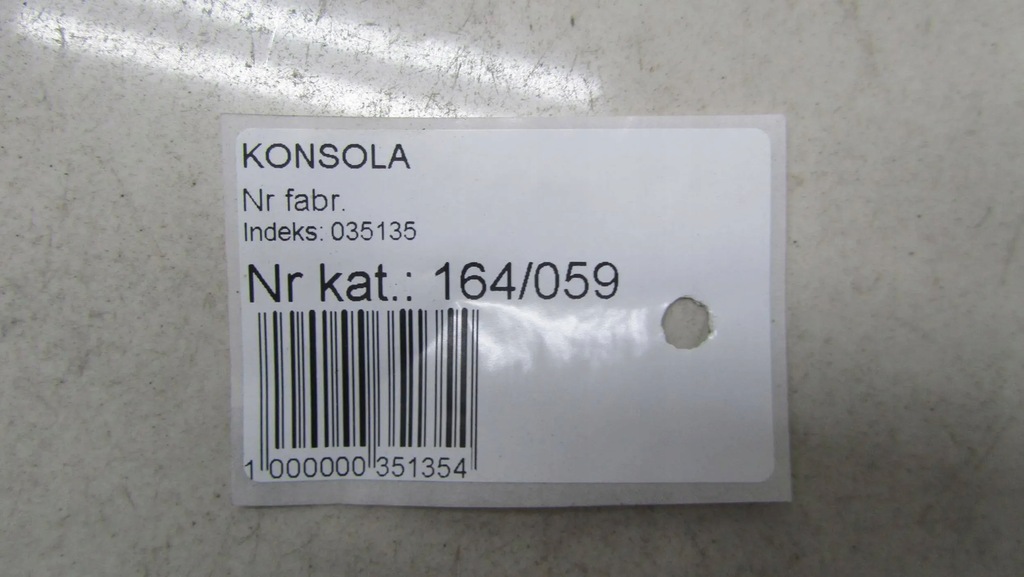 KONSOLA
Nr fabr.
Indeks: 035135
Nr kat.: 164/059
1 000000 351354